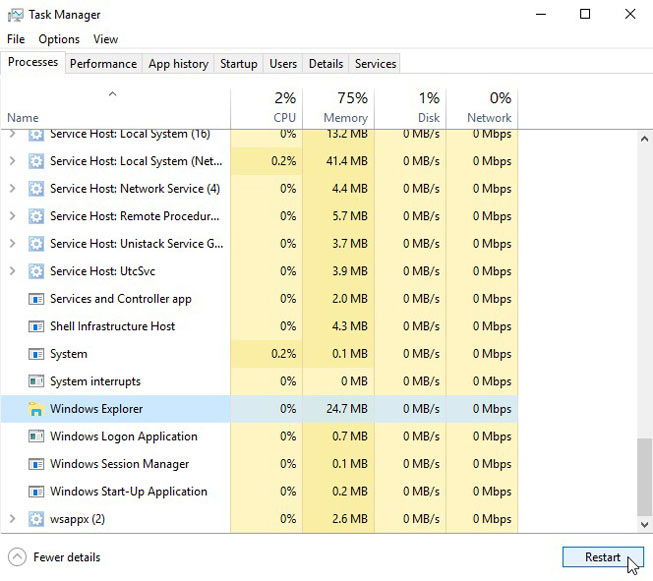 Task Manager
File Options View
Processes Performance App history Startup Users Details Services
2% 75% 1% 0%
Name CPU Memory Disk Network
Service Host: Local System (16) 0% 13.2 MB 0 MB/s 0 Mbps
Service Host: Local System (Net... 0.2% 41.4 MB 0 MB/s 0 Mbps
Service Host: Network Service (4) 0% 4.4 MB 0 MB/s 0 Mbps
Service Host: Remote Procedur... 0% 5.7 MB 0 MB/s 0 Mbps
Service Host: Unistack Service G... 0% 3.7 MB 0 MB/s 0 Mbps
Service Host: UtcSvc 0% 3.9 MB 0 MB/s 0 Mbps
Services and Controller app 0% 2.0 MB 0 MB/s 0 Mbps
Shell Infrastructure Host 0% 4.3 MB 0 MB/s 0 Mbps
System 0.2% 0.1 MB 0 MB/s 0 Mbps
System interrupts 0% 0 MB 0 MB/s 0 Mbps
Windows Explorer 0% 24.7 MB 0 MB/s 0 Mbps
Windows Logon Application 0% 0.7 MB 0 MB/s 0 Mbps
Windows Session Manager 0% 0.1 MB 0 MB/s 0 Mbps
Windows Start-Up Application 0% 0.2 MB 0 MB/s 0 Mbps
wsappx (2) 0% 2.6 MB 0 MB/s 0 Mbps
Fewer details Restart